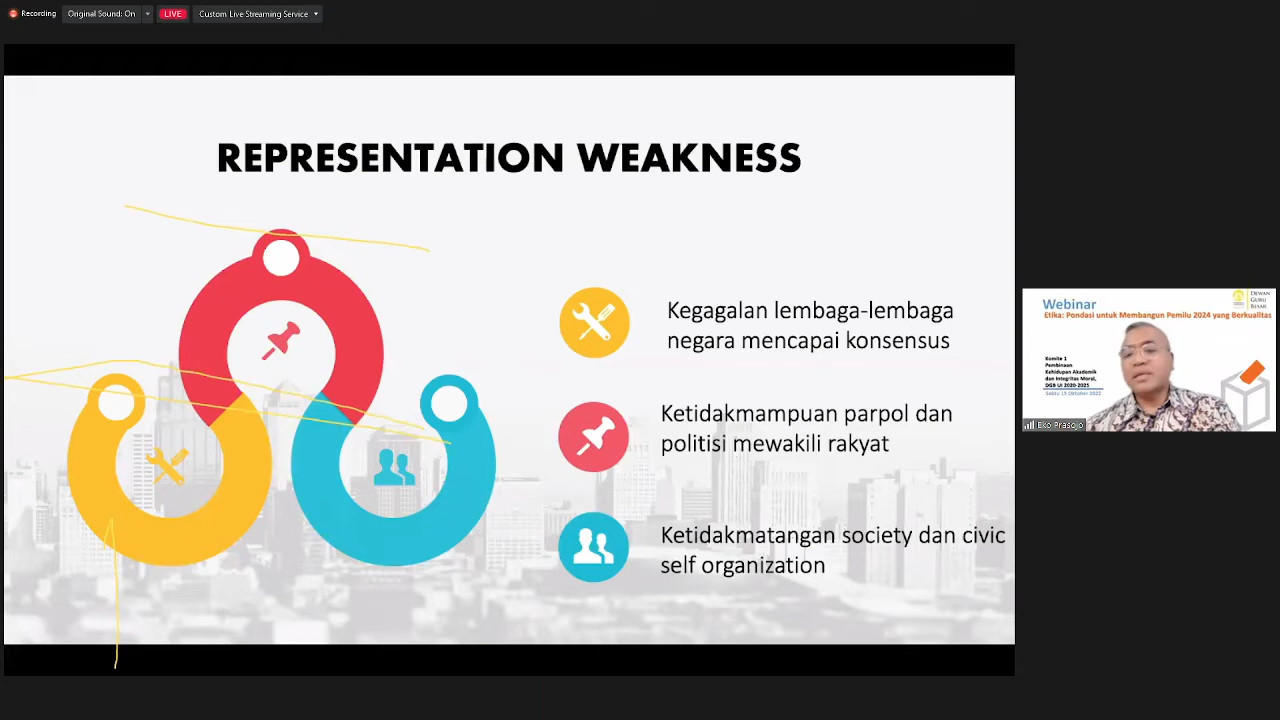 Recording
Original Sound: On
LIVE
Custom Live Streaming Service
REPRESENTATION WEAKNESS
Kegagalan lembaga-lembaga
negara mencapai konsensus
Ketidakmampuan parpol dan
politisi mewakili rakyat
Ketidakmatangan society dan civic
self organization
DEWAN
GURU
BESAR
Webinar
Etika: Pondasi untuk Membangun Pemilu 2024 yang Berkualitas
Komite 1
Pembinaan
Kehidupan Akademik
dan Integritas Moral,
DGB UI 2020-2025
Sabtu 15 Oktober 2022
Eko Prasojo